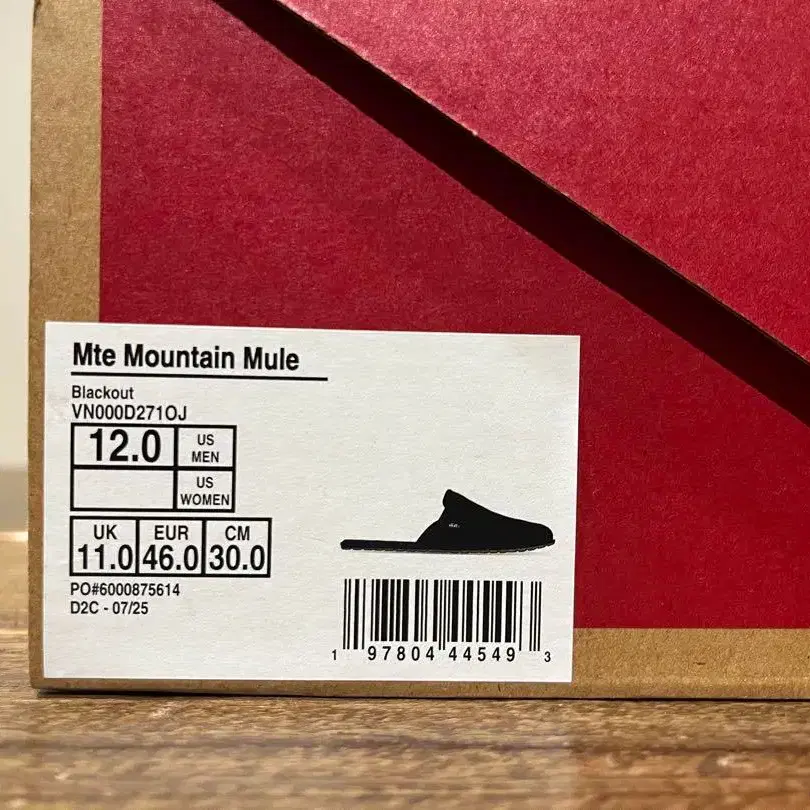 Mte Mountain Mule
Blackout
VN000D271OJ
12.0 US MEN
US WOMEN
UK EUR CM
11.0 46.0 30.0
PO#6000875614
D2C - 07/25
1 97804 44549 3